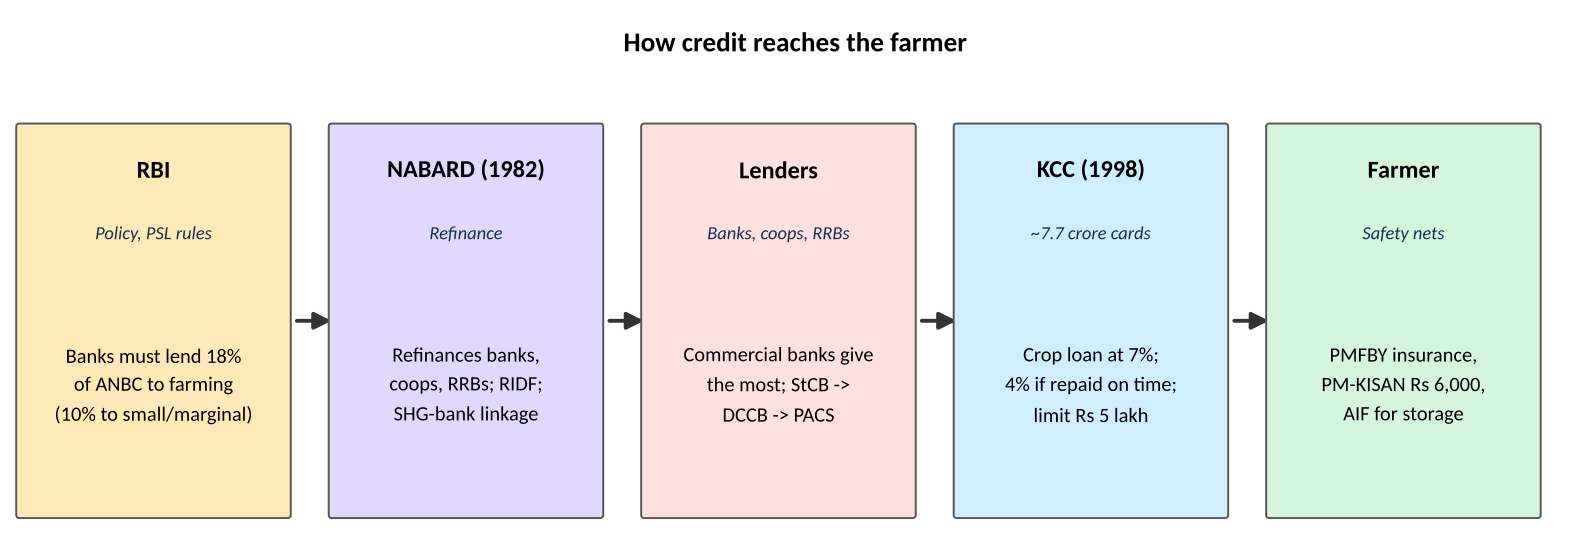 How credit reaches the farmer
RBI
Policy, PSL rules
Banks must lend 18%
of ANBC to farming
(10% to small/marginal)
NABARD (1982)
Refinance
Refinances banks,
coops, RRBs; RIDF;
SHG-bank linkage
Lenders
Banks, coops, RRBs
Commercial banks give
the most; StCB ->
DCCB -> PACS
KCC (1998)
~7.7 crore cards
Crop loan at 7%;
4% if repaid on time;
limit Rs 5 lakh
Farmer
Safety nets
PMFBY insurance,
PM-KISAN Rs 6,000,
AIF for storage